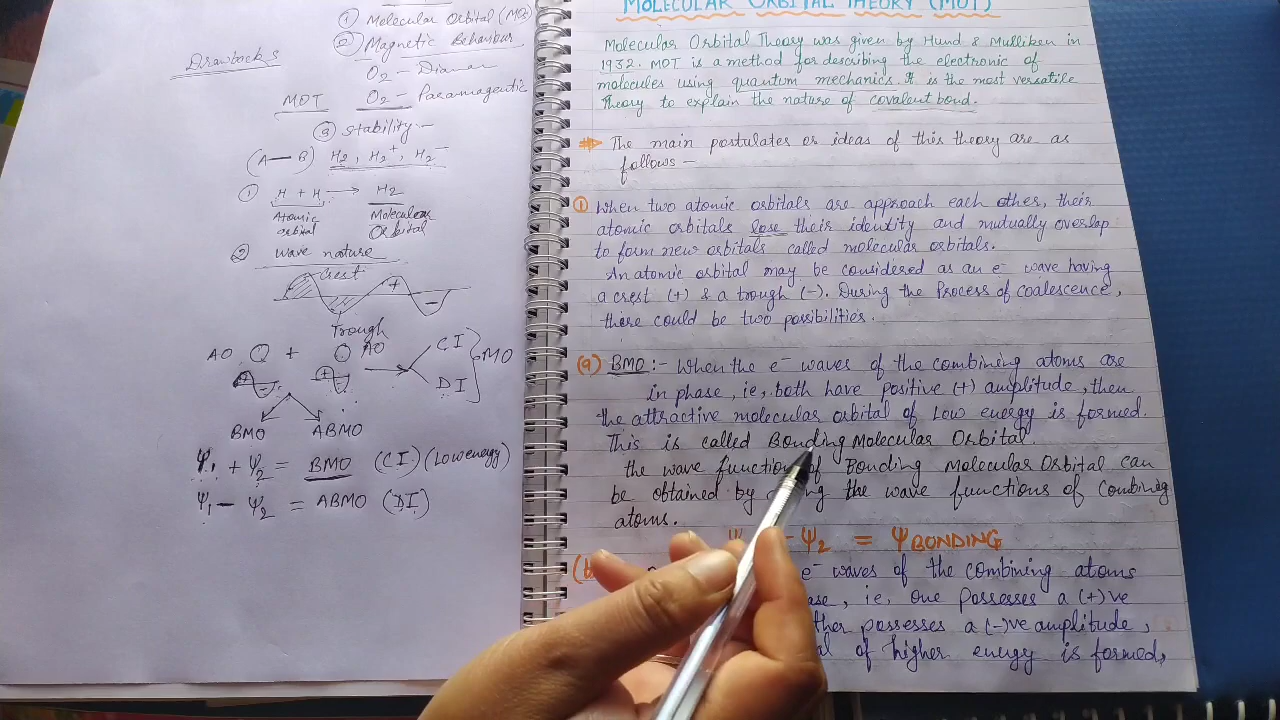 ① Molecular Orbital (MO)
② Magnetic Behaviour
Drawbacks
O₂ – Diamag
MOT
O₂ – Paramagnetic
③ Stability:-
(A—B) H₂, H₂⁺, H₂⁻
① H + H → H₂
Atomic orbital
Molecular Orbital
② wave nature
Crest
+
–
Trough
AO + AO → CI
DI
MO
+
+
BMO ABMO
Ψ₁ + Ψ₂ = BMO (CI) (Low energy)
Ψ₁ – Ψ₂ = ABMO (DI)
MOLECULAR ORBITAL THEORY (MOT)
Molecular Orbital Theory was given by Hund & Mulliken in
1932. MOT is a method for describing the electronic of
molecules using quantum mechanics. It is the most versatile
Theory to explain the nature of covalent bond.
The main postulates or ideas of this theory are as
follows –
① When two atomic orbitals are approach each other, their
atomic orbitals lose their identity and mutually overlap
to form new orbitals called molecular orbitals.
An atomic orbital may be considered as an e⁻ wave having
a crest (+) & a trough (-). During the Process of coalescence,
there could be two possibilities.
(a) BMO :- When the e⁻ waves of the combining atoms are
in phase, ie, both have positive (+) amplitude, then
the attractive molecular orbital of Low energy is formed.
This is called Bonding Molecular Orbital.
the wave function of Bonding Molecular Orbital can
be obtained by the wave functions of combining
atoms.
Ψ₂ = Ψ BONDING
(b) e⁻ waves of the combining atoms
ie, one possesses a (+)ve
possesses a (-)ve amplitude,
of higher energy is formed,